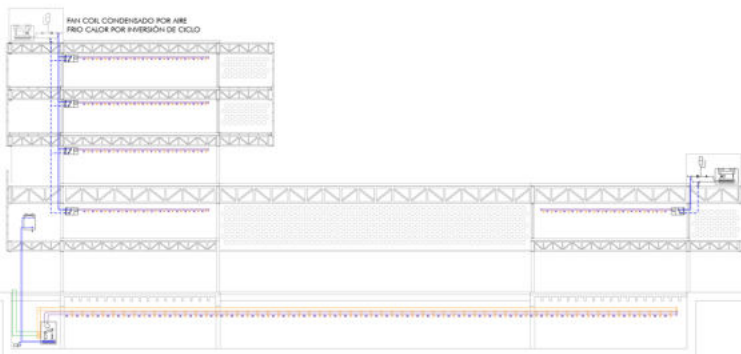 FAN COIL CONDENSADO POR AIRE
FRIO CALOR POR INVERSIÓN DE CICLO